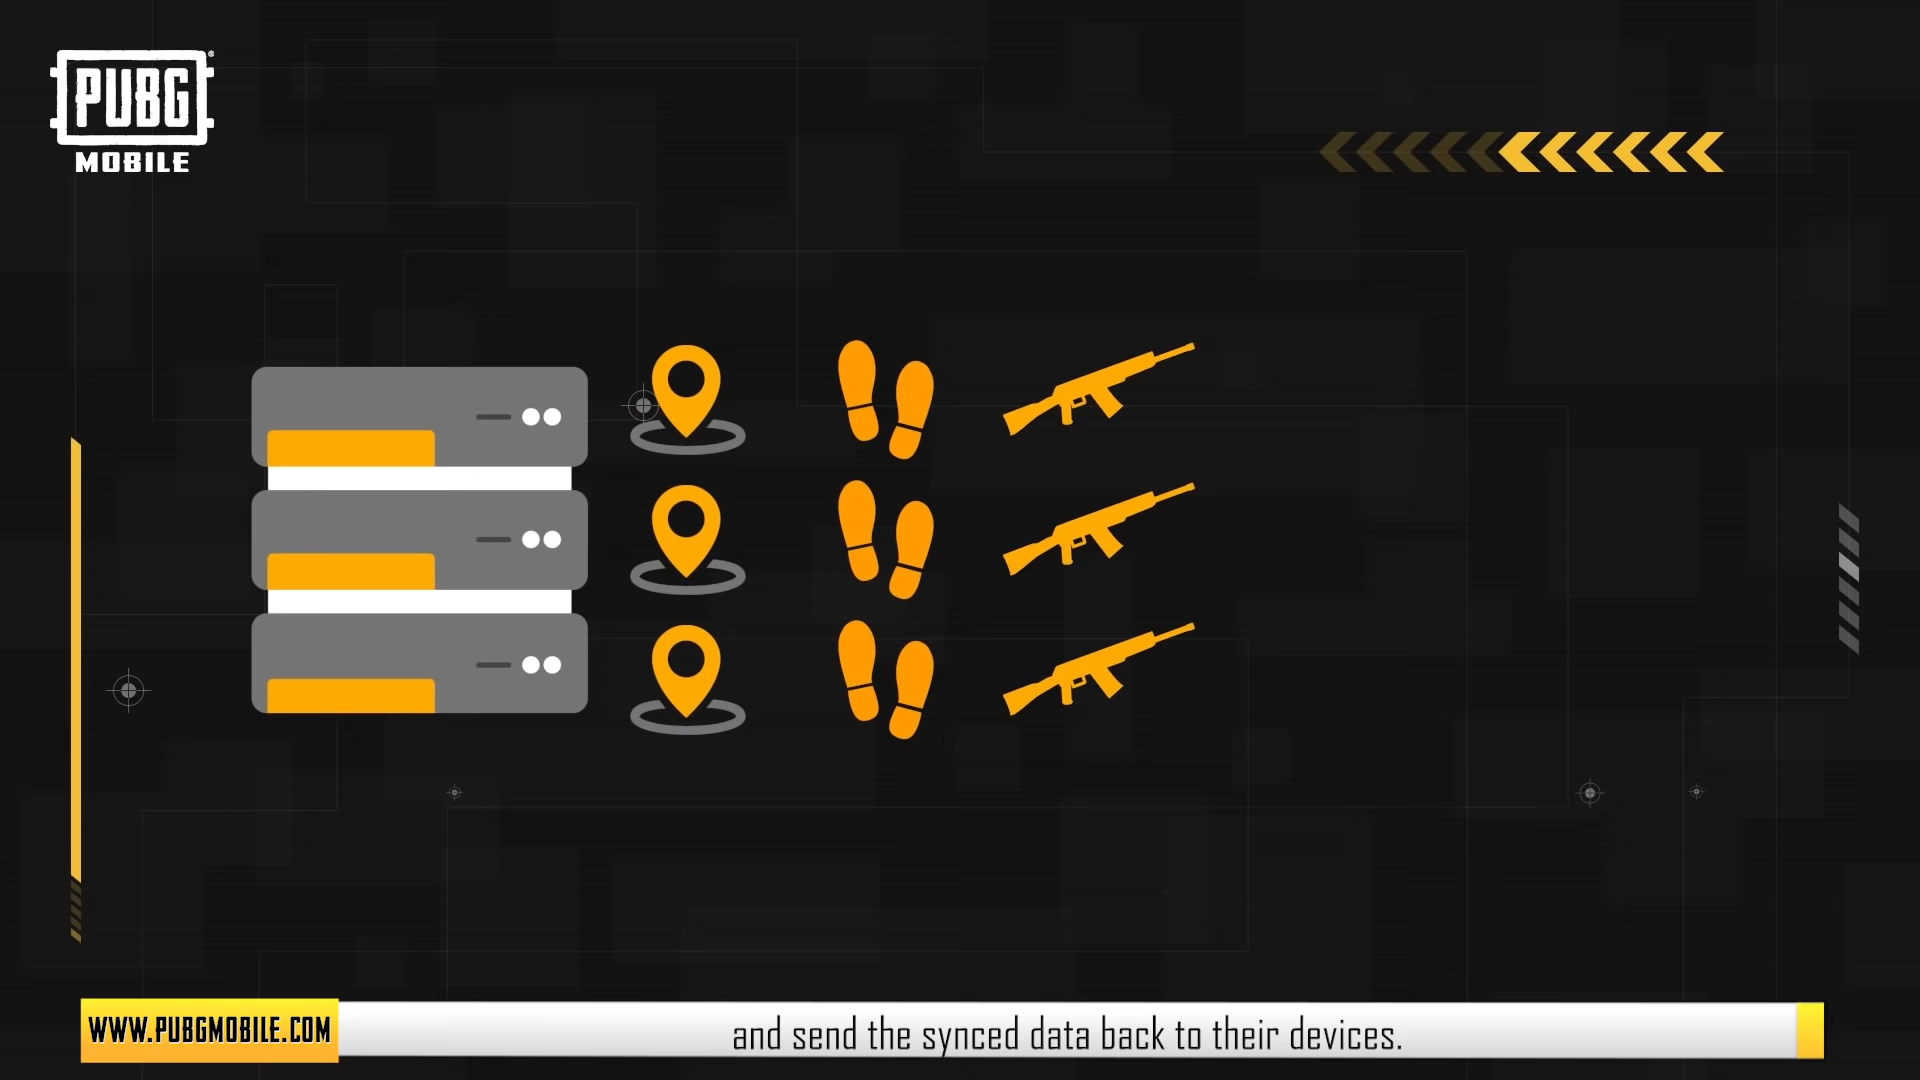 PUBG
MOBILE
WWW.PUBGMOBILE.COM
and send the synced data back to their devices.